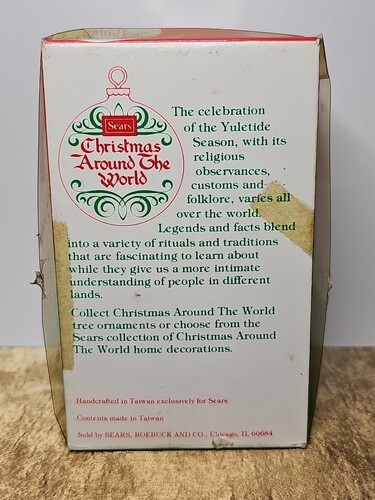 Sears
Christmas
Around The
World
The celebration
of the Yuletide
Season, with its
religious
observances,
customs and
folklore, varies all
over the world.
Legends and facts blend
into a variety of rituals and traditions
that are fascinating to learn about
while they give us a more intimate
understanding of people in different
lands.
Collect Christmas Around The World
tree ornaments or choose from the
Sears collection of Christmas Around
The World home decorations.
Handcrafted in Taiwan exclusively for Sears
Contents made in Taiwan
Sold by SEARS, ROEBUCK AND CO., Chicago, IL 60684